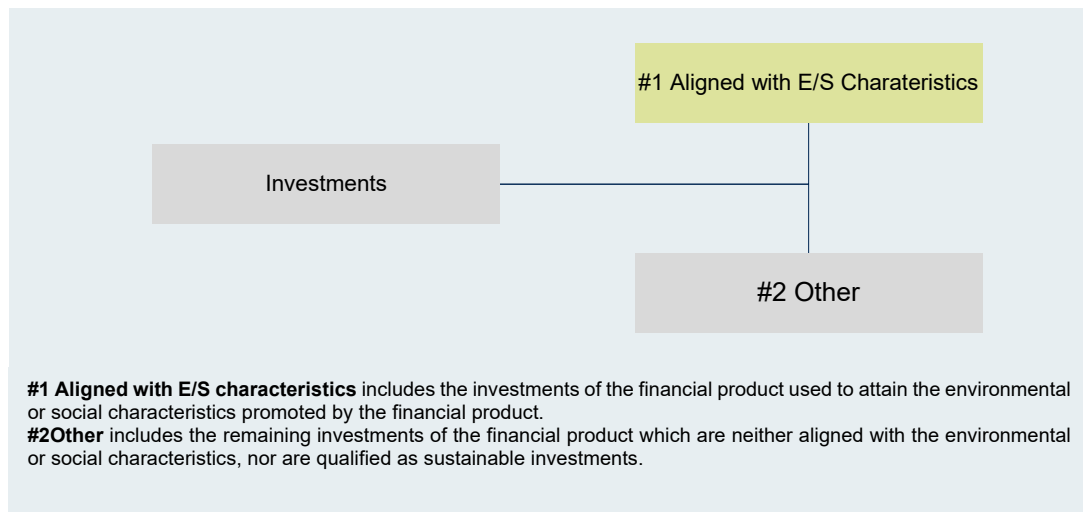 #1 Aligned with E/S Charateristics
Investments
#2 Other
#1 Aligned with E/S characteristics includes the investments of the financial product used to attain the environmental
or social characteristics promoted by the financial product.
#2Other includes the remaining investments of the financial product which are neither aligned with the environmental
or social characteristics, nor are qualified as sustainable investments.